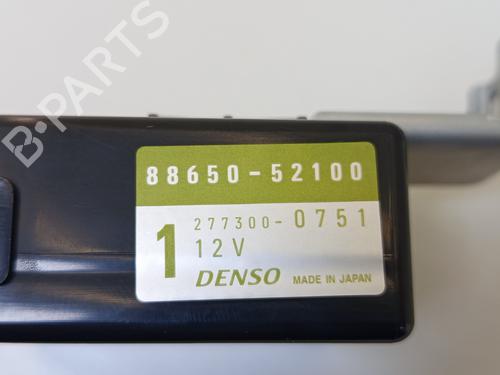 B-PARTS
88650-52100
277300-0751
1
12V
DENSO MADE IN JAPAN